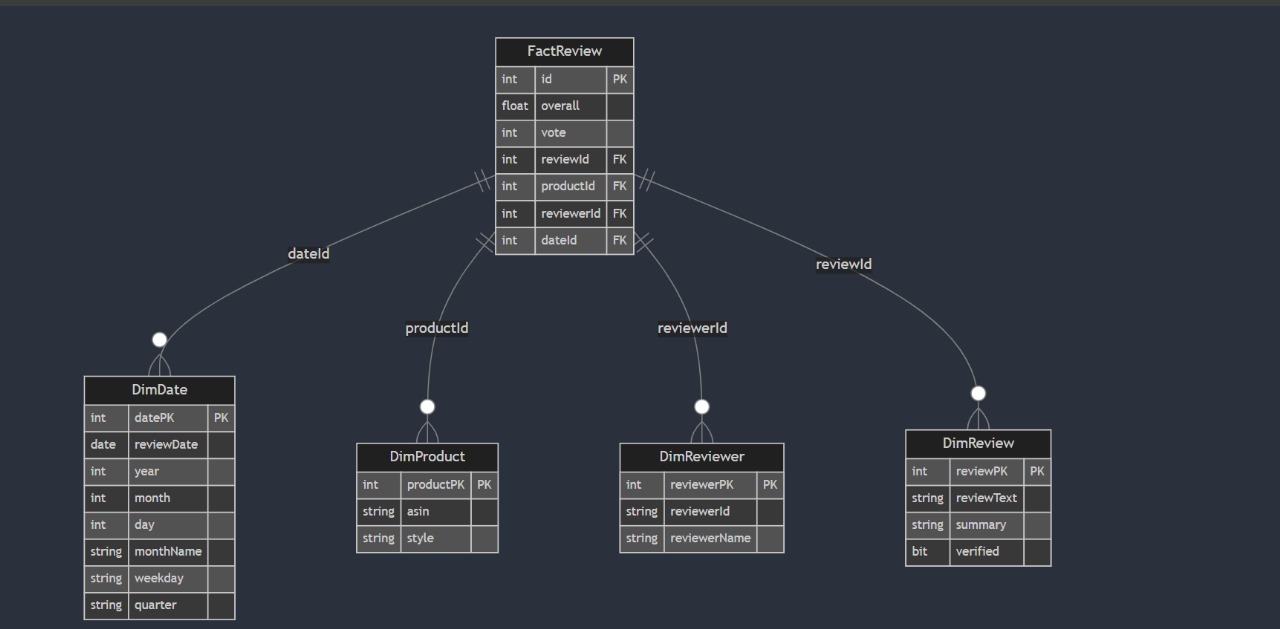 FactReview
int id PK
float overall
int vote
int reviewId FK
int productId FK
int reviewerId FK
int dateId FK
dateId
reviewId
productId
reviewerId
DimDate
int datePK PK
date reviewDate
int year
int month
int day
string monthName
string weekday
string quarter
DimProduct
int productPK PK
string asin
string style
DimReviewer
int reviewerPK PK
string reviewerId
string reviewerName
DimReview
int reviewPK PK
string reviewText
string summary
bit verified